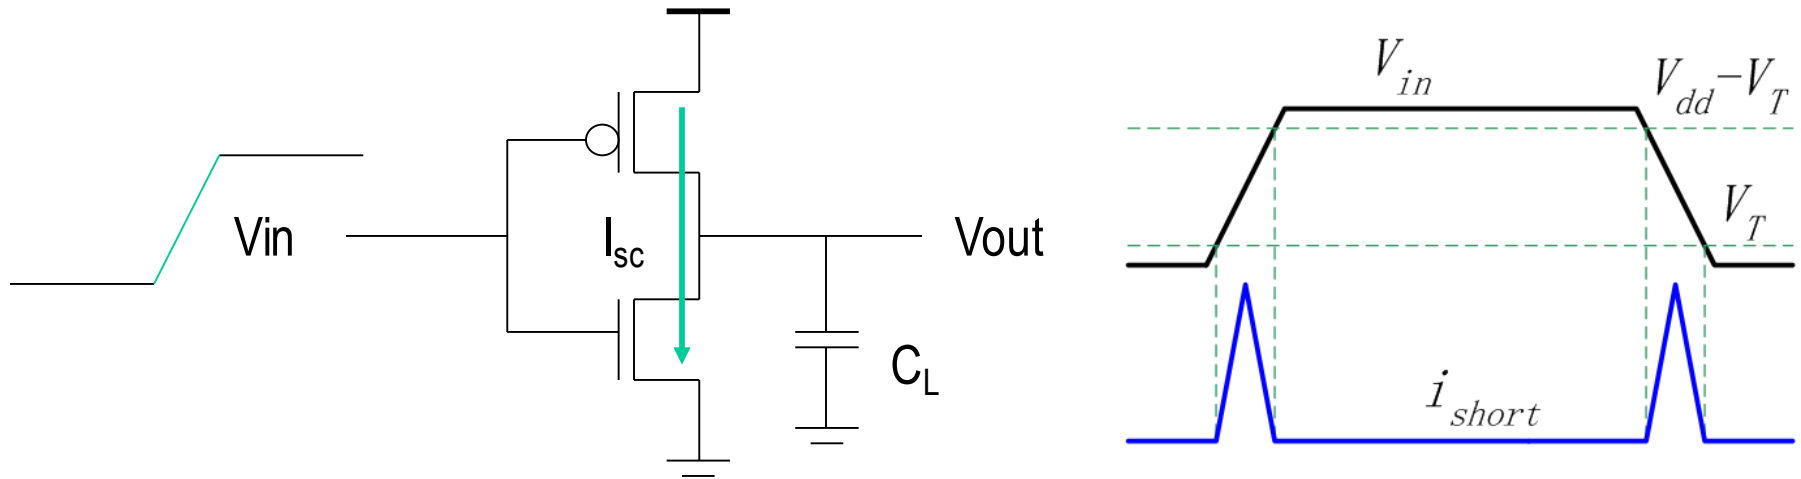 Vin
Isc
Vout
CL
Vin
Vdd-VT
VT
ishort